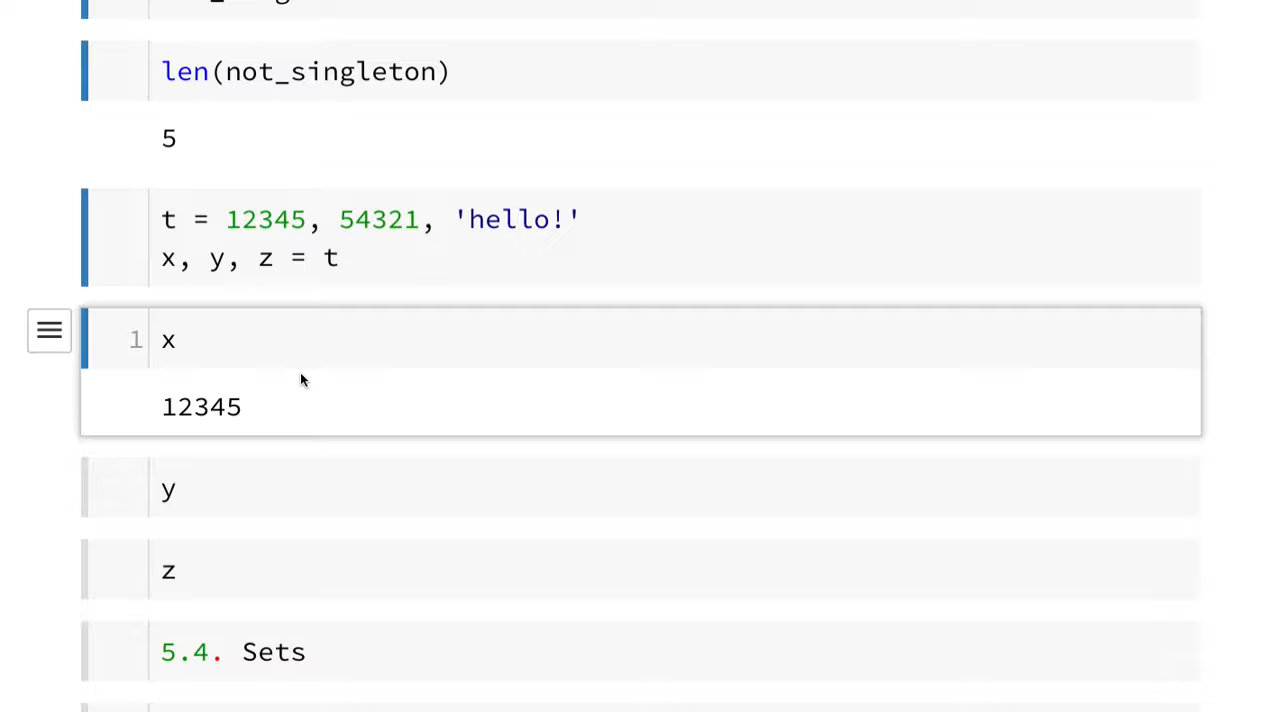 len(not_singleton)
5
t = 12345, 54321, 'hello!'
x, y, z = t
1 x
12345
y
z
5.4. Sets